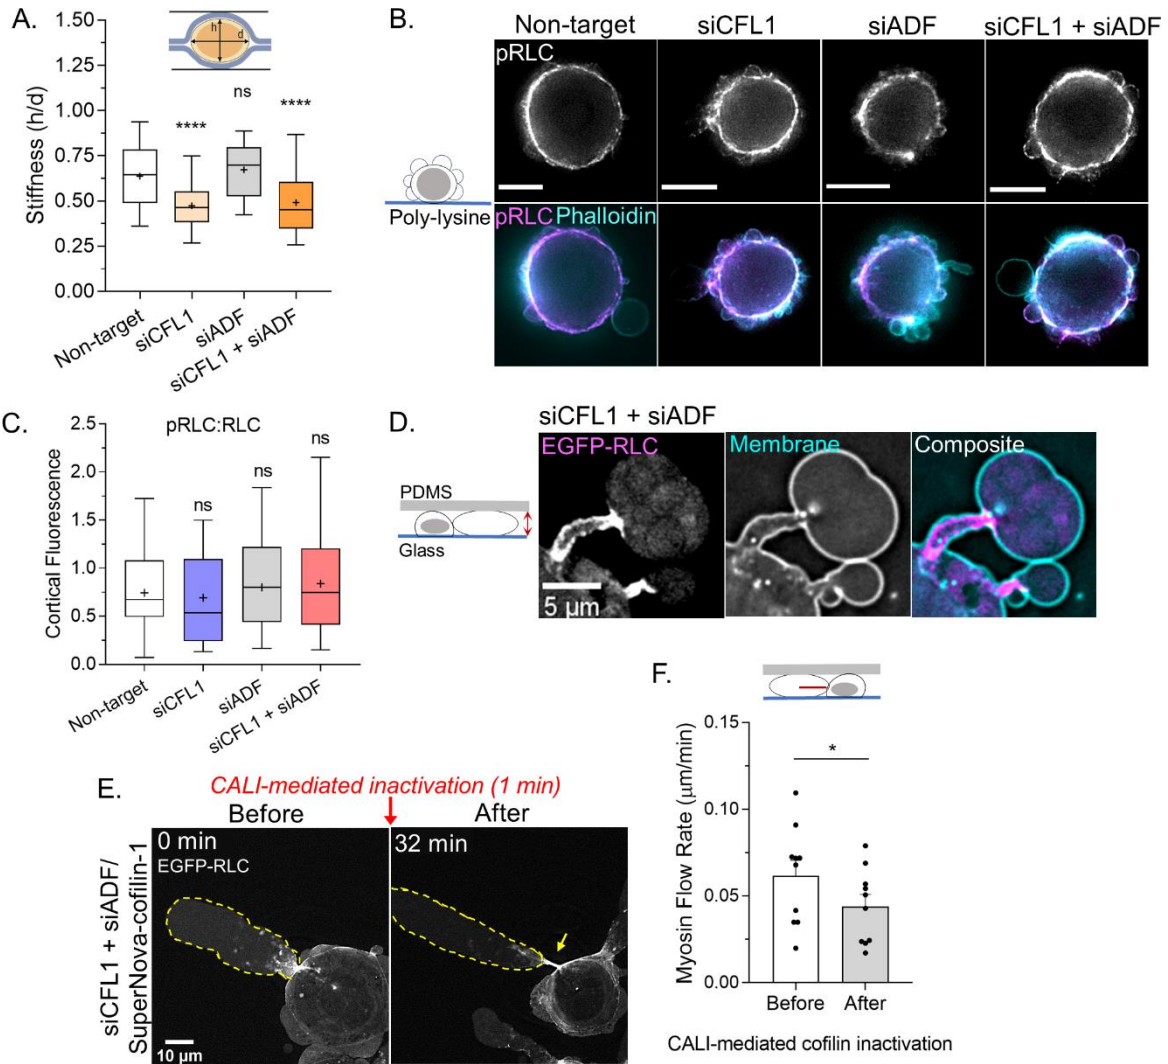 A.
h
d
Stiffness (h/d)
1.50
1.25
1.00
0.75
0.50
0.25
0.00
****
ns
****
Non-target
siCFL1
siADF
siCFL1 + siADF
B.
Non-target
siCFL1
siADF
siCFL1 + siADF
pRLC
Poly-lysine
pRLC Phalloidin
C.
pRLC:RLC
Cortical Fluorescence
2.5
2.0
1.5
1.0
0.5
0.0
ns
ns
ns
Non-target
siCFL1
siADF
siCFL1 + siADF
D.
siCFL1 + siADF
PDMS
Glass
EGFP-RLC
Membrane
Composite
5 µm
E.
CALI-mediated inactivation (1 min)
Before
After
siCFL1 + siADF/
SuperNova-cofilin-1
0 min
EGFP-RLC
32 min
10 µm
F.
Myosin Flow Rate (µm/min)
0.15
0.10
0.05
0.00
*
Before
After
CALI-mediated cofilin inactivation